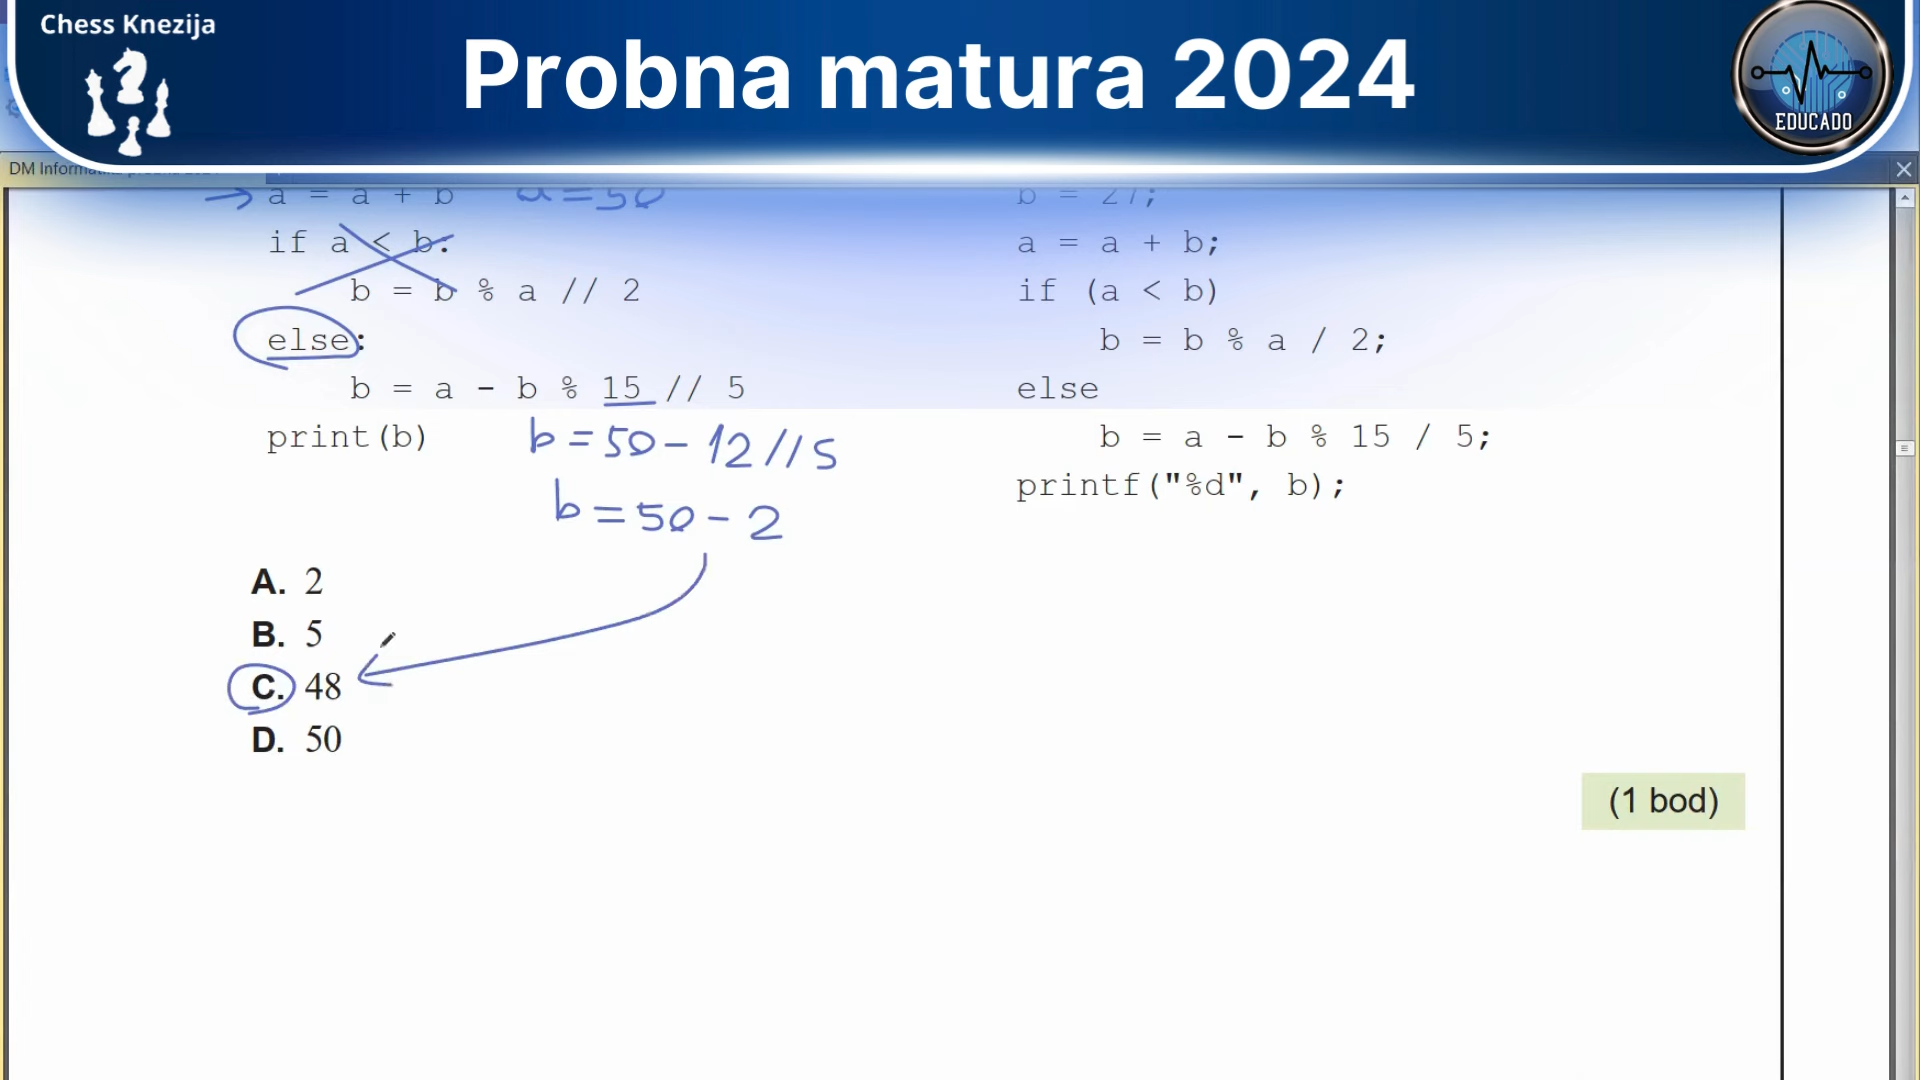 Chess Knezija
Probna matura 2024
EDUCADO
DM Informatika
a = a + b a=50
if a < b:
b = b % a // 2
else:
b = a - b % 15 // 5
print(b)
b = 50 - 12 // 5
b = 50 - 2
b = 27;
a = a + b;
if (a < b)
b = b % a / 2;
else
b = a - b % 15 / 5;
printf("%d", b);
A. 2
B. 5
C. 48
D. 50
(1 bod)